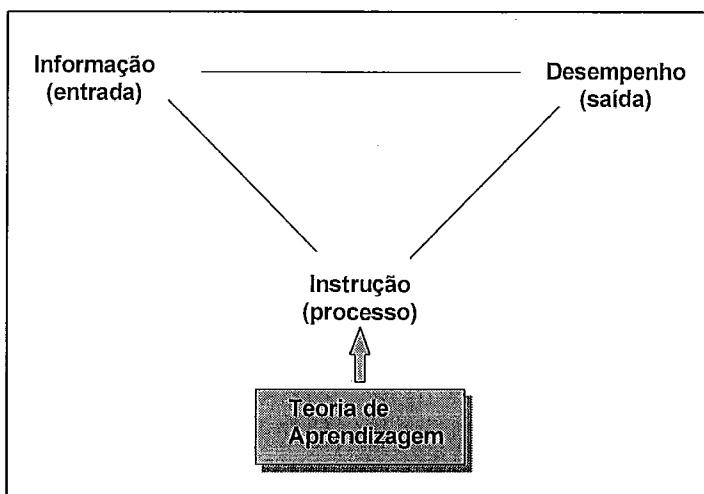 Informação
(entrada)
Desempenho
(saída)
Instrução
(processo)
Teoria de
Aprendizagem